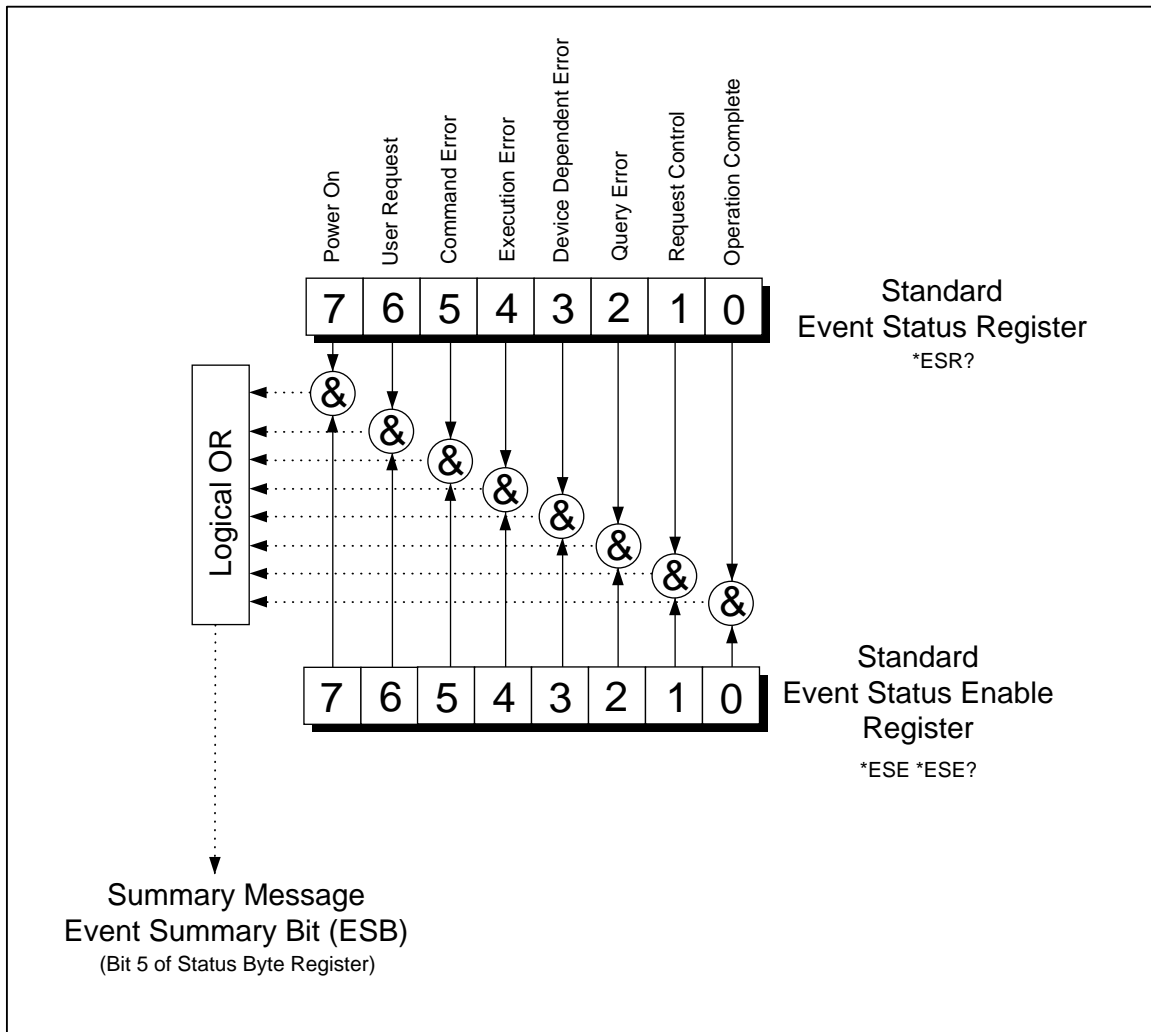 Power On
User Request
Command Error
Execution Error
Device Dependent Error
Query Error
Request Control
Operation Complete
7 6 5 4 3 2 1 0
Standard
Event Status Register
*ESR?
Logical OR
&
&
&
&
&
&
&
&
7 6 5 4 3 2 1 0
Standard
Event Status Enable
Register
*ESE *ESE?
Summary Message
Event Summary Bit (ESB)
(Bit 5 of Status Byte Register)